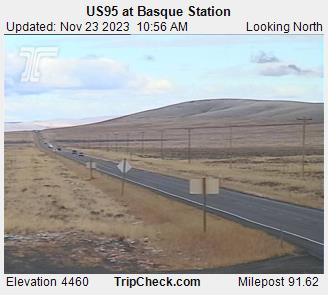 US95 at Basque Station
Updated: Nov 23 2023 10:56 AM Looking North
Elevation 4460 TripCheck.com Milepost 91.62